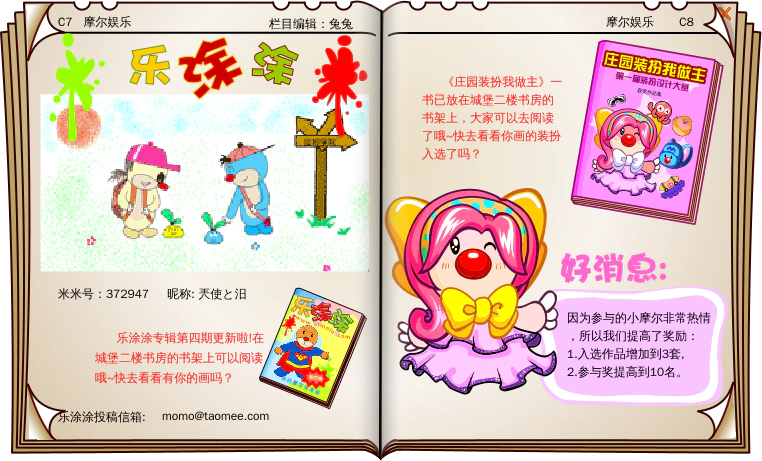 C7 摩尔娱乐
栏目编辑：兔兔
乐涂涂
米米号：372947 昵称: 兲使と汨
乐涂涂专辑第四期更新啦!在
城堡二楼书房的书架上可以阅读
哦~快去看看有你的画吗？
乐涂涂
乐涂涂投稿信箱: momo@taomee.com
摩尔娱乐 C8
《庄园装扮我做主》一
书已放在城堡二楼书房的
书架上，大家可以去阅读
了哦~快去看看你画的装扮
入选了吗？
庄园装扮我做主
第一届装扮设计大赛
获奖作品集
好消息:
因为参与的小摩尔非常热情
，所以我们提高了奖励：
1.入选作品增加到3套，
2.参与奖提高到10名。